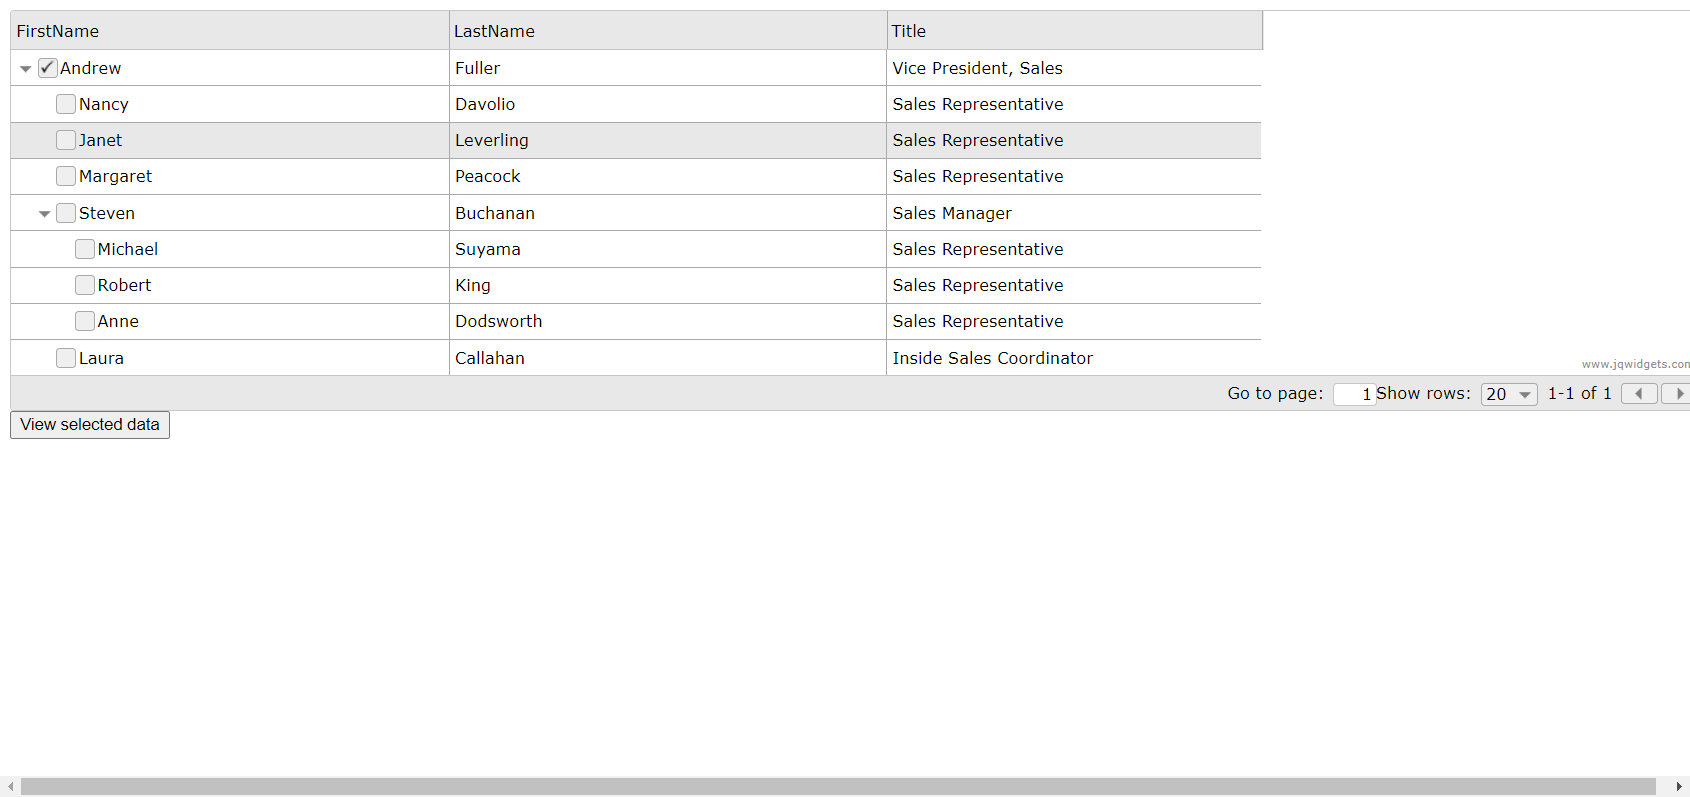 FirstName LastName Title
Andrew Fuller Vice President, Sales
Nancy Davolio Sales Representative
Janet Leverling Sales Representative
Margaret Peacock Sales Representative
Steven Buchanan Sales Manager
Michael Suyama Sales Representative
Robert King Sales Representative
Anne Dodsworth Sales Representative
Laura Callahan Inside Sales Coordinator
www.jqwidgets.com
Go to page: 1 Show rows: 20 1-1 of 1
View selected data